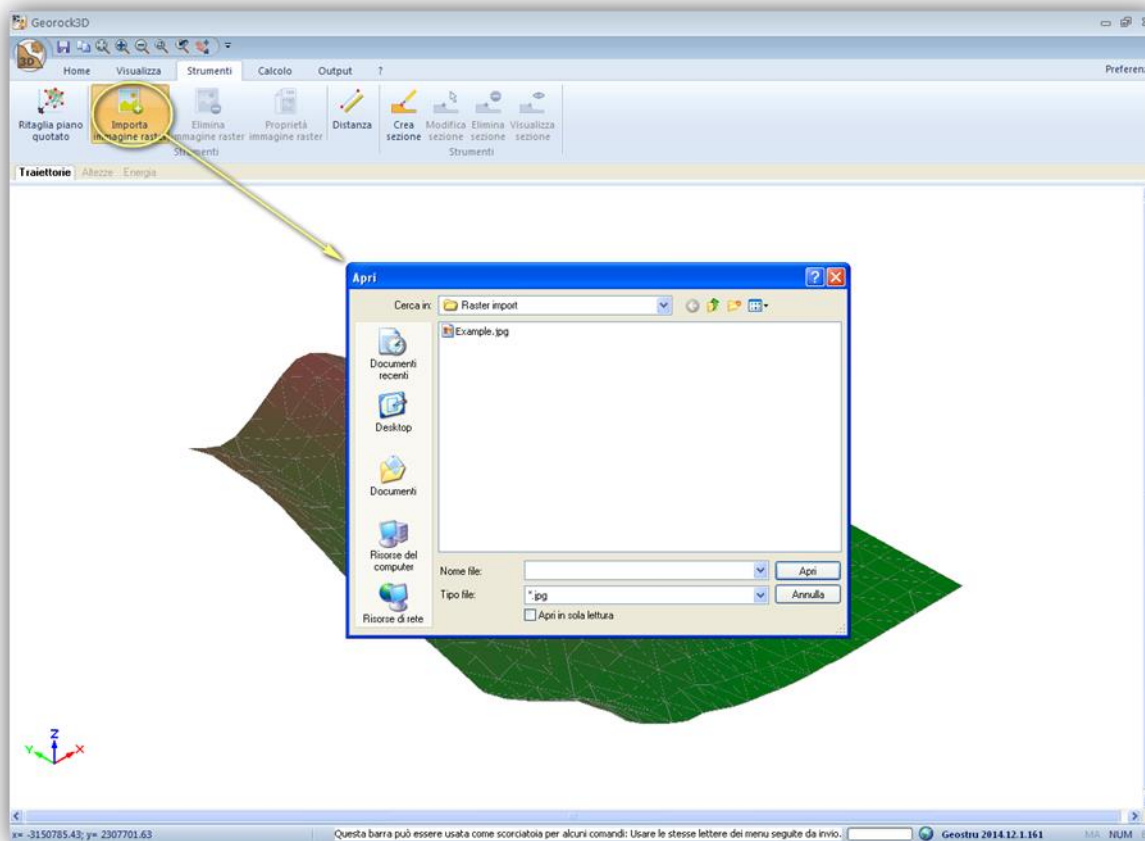 Georock3D
3D
Home Visualizza Strumenti Calcolo Output ?
Preferen
Ritaglia piano quotato
Importa immagine raster
Elimina immagine raster
Proprietà immagine raster
Strumenti
Distanza
Crea sezione
Modifica sezione
Elimina sezione
Visualizza sezione
Strumenti
Traiettorie Altezze Energia
Apri
Cerca in: Raster import
Example.jpg
Documenti recenti
Desktop
Documenti
Risorse del computer
Risorse di rete
Nome file:
Apri
Tipo file: *.jpg
Annulla
Apri in sola lettura
Z
Y X
x= -3150785.43; y= 2307701.63
Questa barra può essere usata come scorciatoia per alcuni comandi: Usare le stesse lettere dei menu seguite da invio.
Geostru 2014.12.1.161
MA NUM